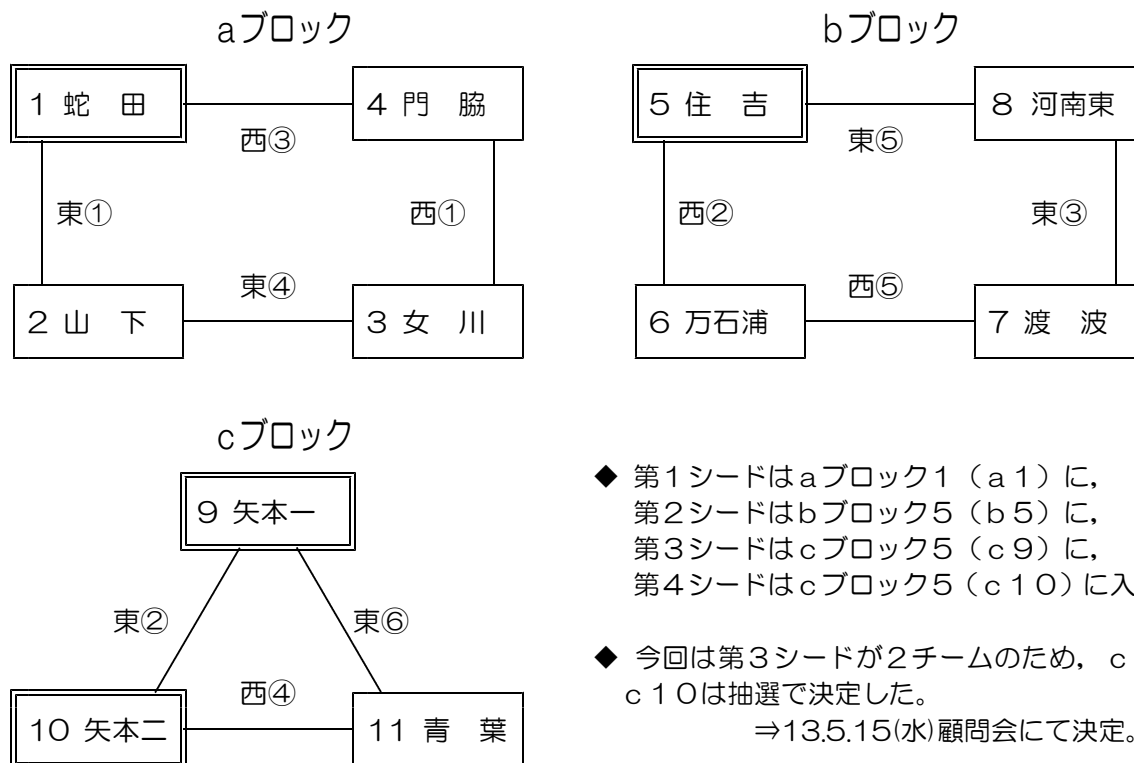 aブロック
1 蛇　田
4 門　脇
西③
東①
西①
東④
2 山　下
3 女　川
bブロック
5 住　吉
8 河南東
東⑤
西②
東③
西⑤
6 万石浦
7 渡　波
cブロック
9 矢本一
東②
東⑥
西④
10 矢本二
11 青　葉
◆ 第１シードはaブロック１（a１）に，
第２シードはbブロック５（b５）に，
第３シードはcブロック５（c９）に，
第４シードはcブロック５（c１０）に入
◆ 今回は第３シードが２チームのため，c
c１０は抽選で決定した。
⇒13.5.15(水)顧問会にて決定。